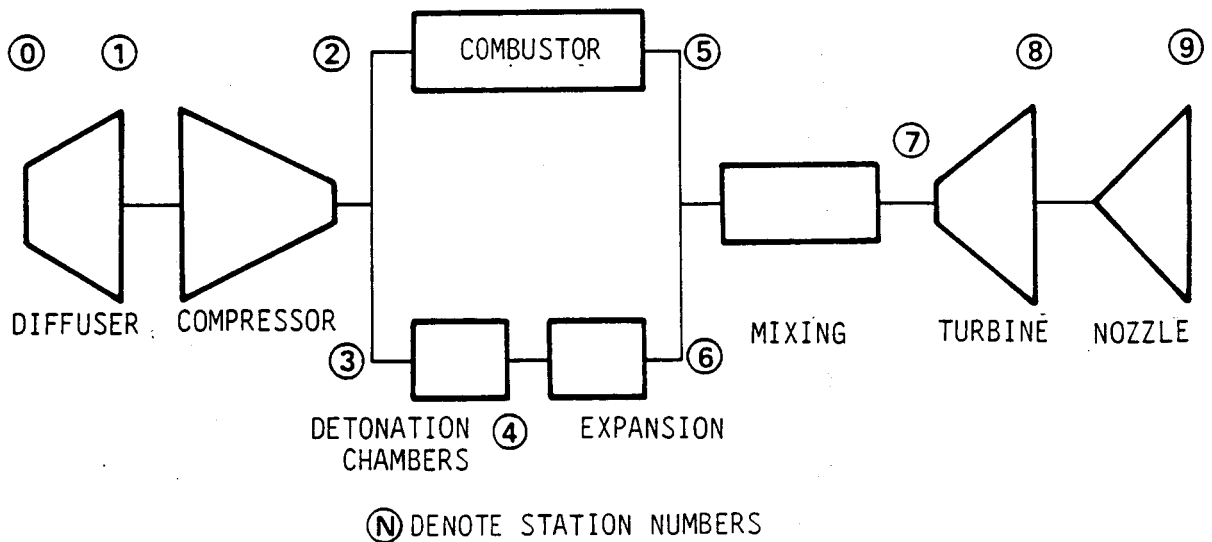 0 1 2 COMBUSTOR 5 8 9
7
DIFFUSER COMPRESSOR MIXING TURBINE NOZZLE
3 6
DETONATION 4 EXPANSION
CHAMBERS
N DENOTE STATION NUMBERS